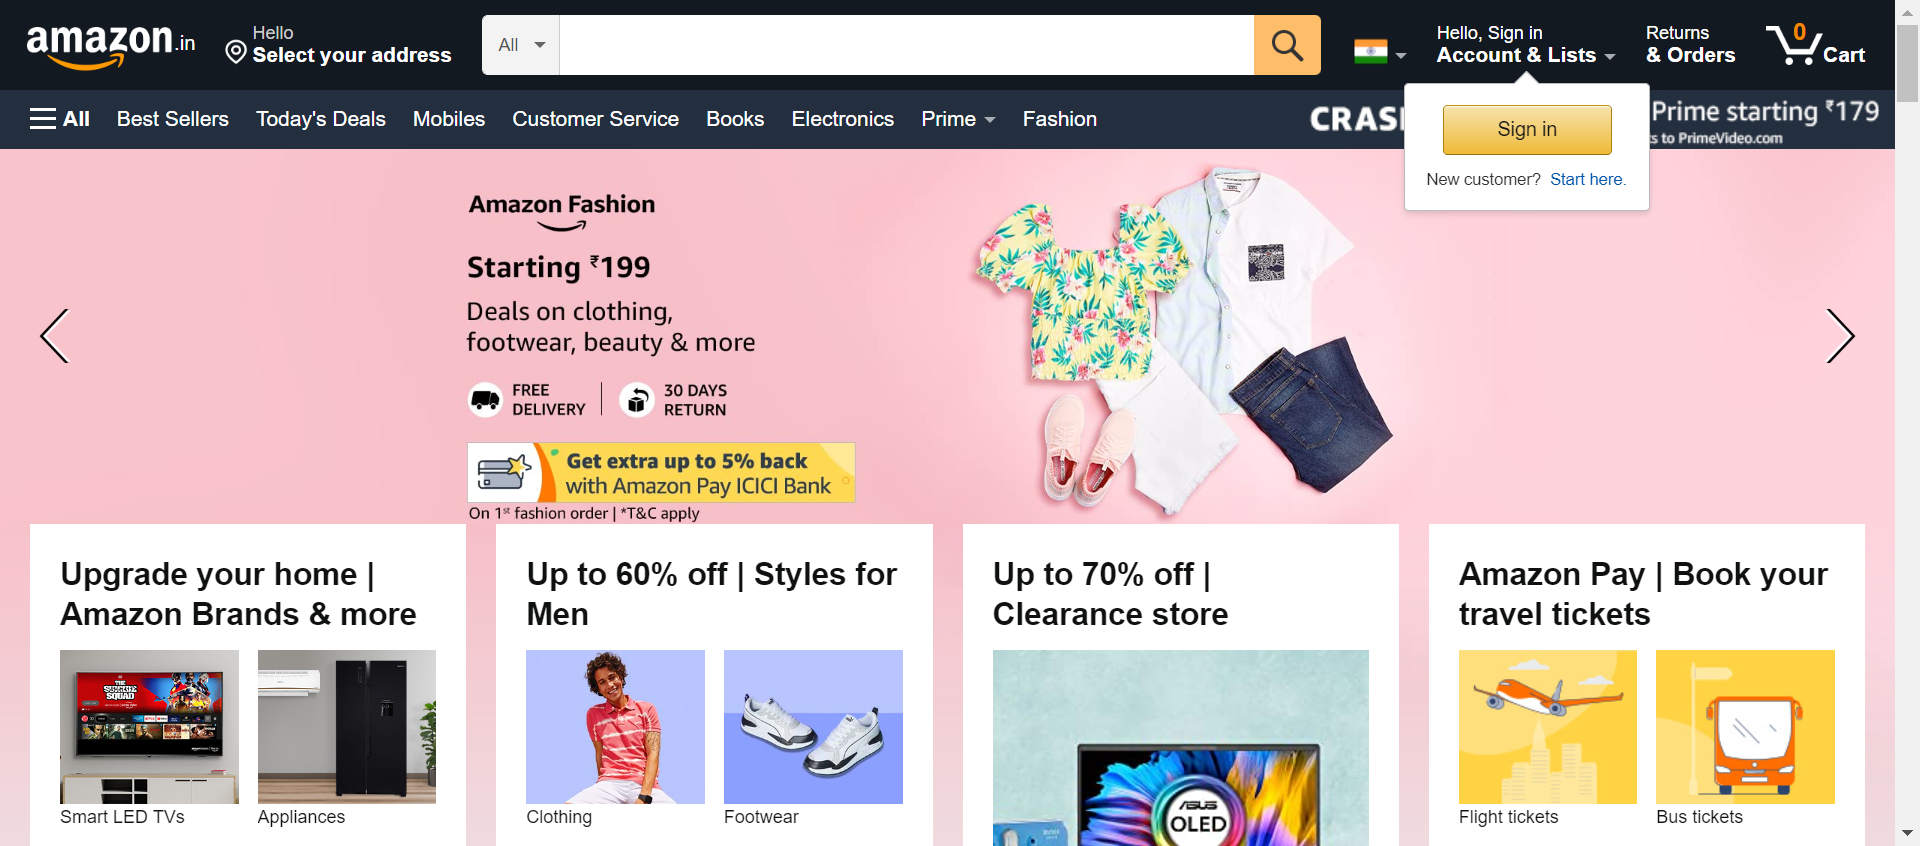 amazon.in
Hello
Select your address
All
Hello, Sign in
Account & Lists
Returns
& Orders
0
Cart
All
Best Sellers
Today's Deals
Mobiles
Customer Service
Books
Electronics
Prime
Fashion
Prime starting ₹179
to PrimeVideo.com
Sign in
New customer? Start here.
Amazon Fashion
Starting ₹199
Deals on clothing,
footwear, beauty & more
FREE
DELIVERY
30 DAYS
RETURN
Get extra up to 5% back
with Amazon Pay ICICI Bank
On 1st fashion order | *T&C apply
Upgrade your home |
Amazon Brands & more
Up to 60% off | Styles for
Men
Up to 70% off |
Clearance store
Amazon Pay | Book your
travel tickets
THE
SUICIDE
SQUAD
ASUS
OLED
Smart LED TVs
Appliances
Clothing
Footwear
Flight tickets
Bus tickets